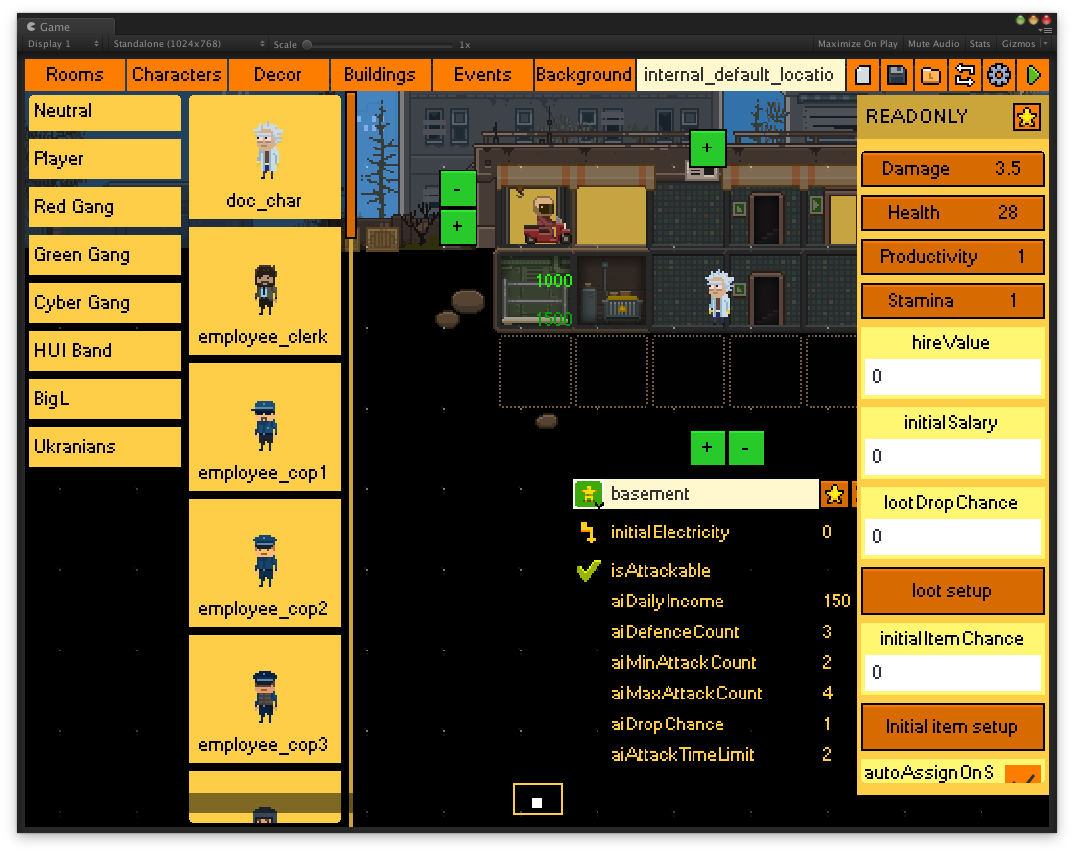 Game
Display 1 Standalone (1024x768) Scale 1x Maximize On Play Mute Audio Stats Gizmos
Rooms Characters Decor Buildings Events Background internal_default_locatio
Neutral
Player
Red Gang
Green Gang
Cyber Gang
HUI Band
BigL
Ukranians
doc_char
employee_clerk
employee_cop1
employee_cop2
employee_cop3
-
+
+
1000
1500
+ -
basement
initialElectricity 0
isAttackable
aiDailyIncome 150
aiDefenceCount 3
aiMinAttackCount 2
aiMaxAttackCount 4
aiDropChance 1
aiAttackTimeLimit 2
READONLY
Damage 3.5
Health 28
Productivity 1
Stamina 1
hireValue
0
initialSalary
0
lootDropChance
0
loot setup
initialItemChance
0
Initial item setup
autoAssignOnS